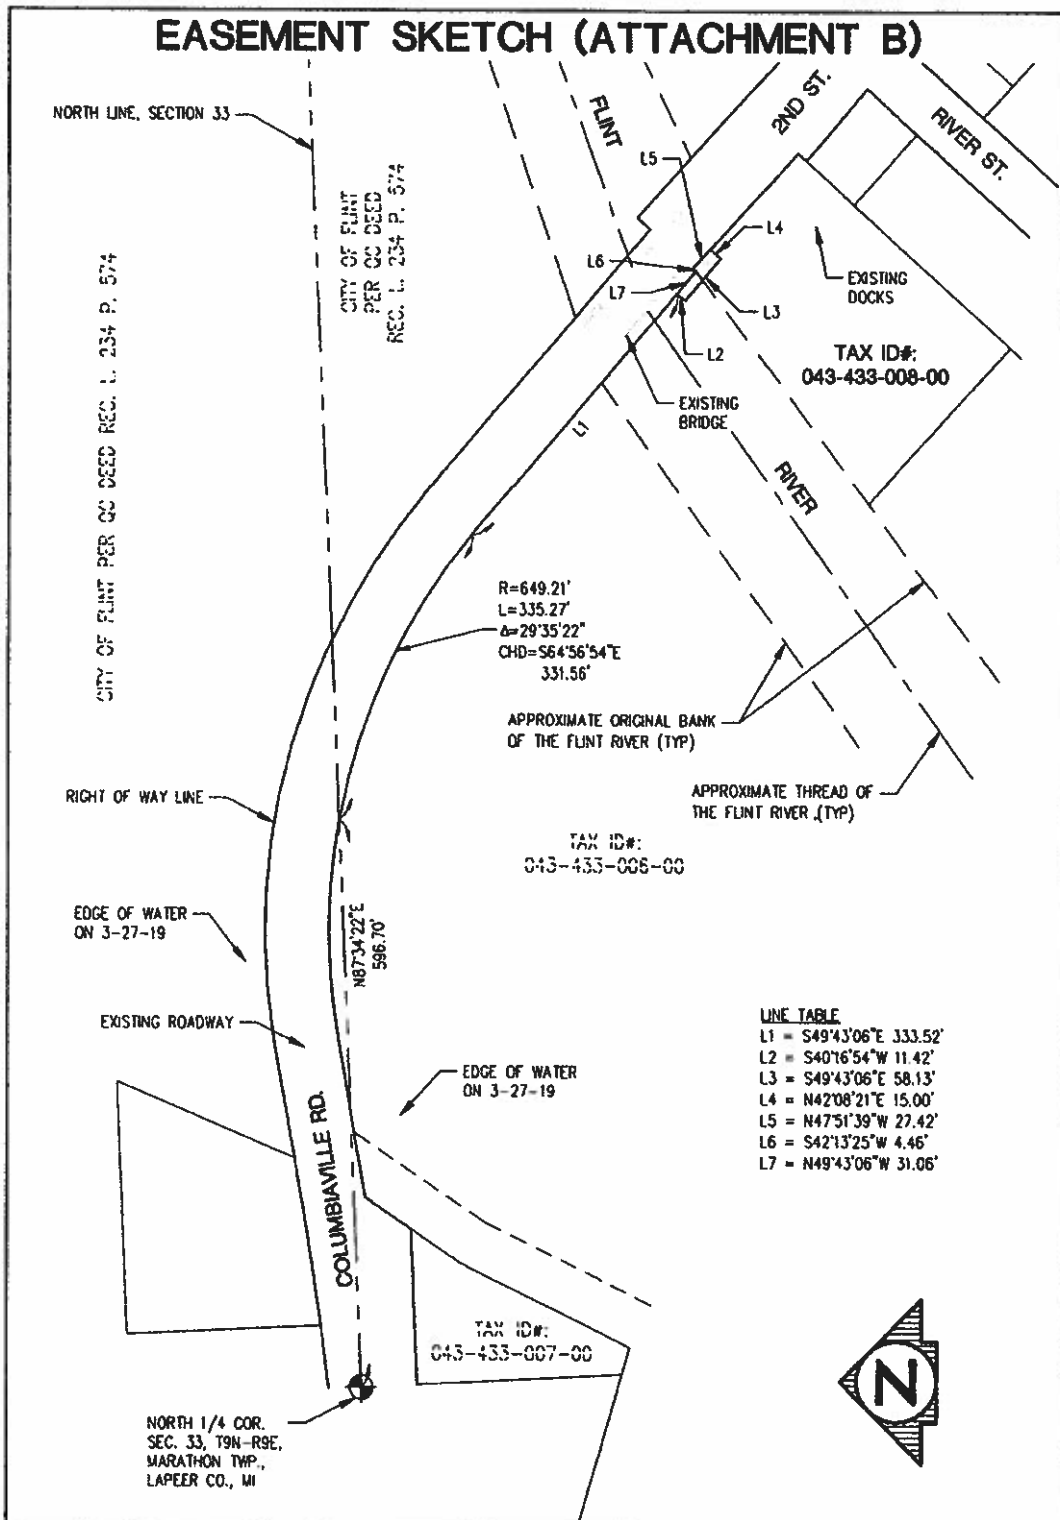 EASEMENT SKETCH (ATTACHMENT B)
NORTH LINE, SECTION 33
CITY OF FLINT PER QC DEED REC. L. 234 P. 574
CITY OF FLINT
PER QC DEED
REC. L. 234 P. 574
FLINT
2ND ST.
RIVER ST.
L5
L4
L6
L7
L3
L2
EXISTING
DOCKS
TAX ID#:
043-433-008-00
EXISTING
BRIDGE
L1
RIVER
R=649.21'
L=335.27'
Δ=29°35'22"
CHD=S64°56'54"E
331.56'
APPROXIMATE ORIGINAL BANK
OF THE FLINT RIVER (TYP)
RIGHT OF WAY LINE
APPROXIMATE THREAD OF
THE FLINT RIVER (TYP)
TAX ID#:
043-433-006-00
EDGE OF WATER
ON 3-27-19
N87°34'22"E
596.70'
EXISTING ROADWAY
LINE TABLE
L1 = S49°43'06"E 333.52'
L2 = S40°16'54"W 11.42'
L3 = S49°43'06"E 58.13'
L4 = N42°08'21"E 15.00'
L5 = N47°51'39"W 27.42'
L6 = S42°13'25"W 4.46'
L7 = N49°43'06"W 31.06'
EDGE OF WATER
ON 3-27-19
COLUMBIAVILLE RD.
TAX ID#:
043-433-007-00
N
NORTH 1/4 COR.
SEC. 33, T9N-R9E,
MARATHON TWP.,
LAPEER CO., MI